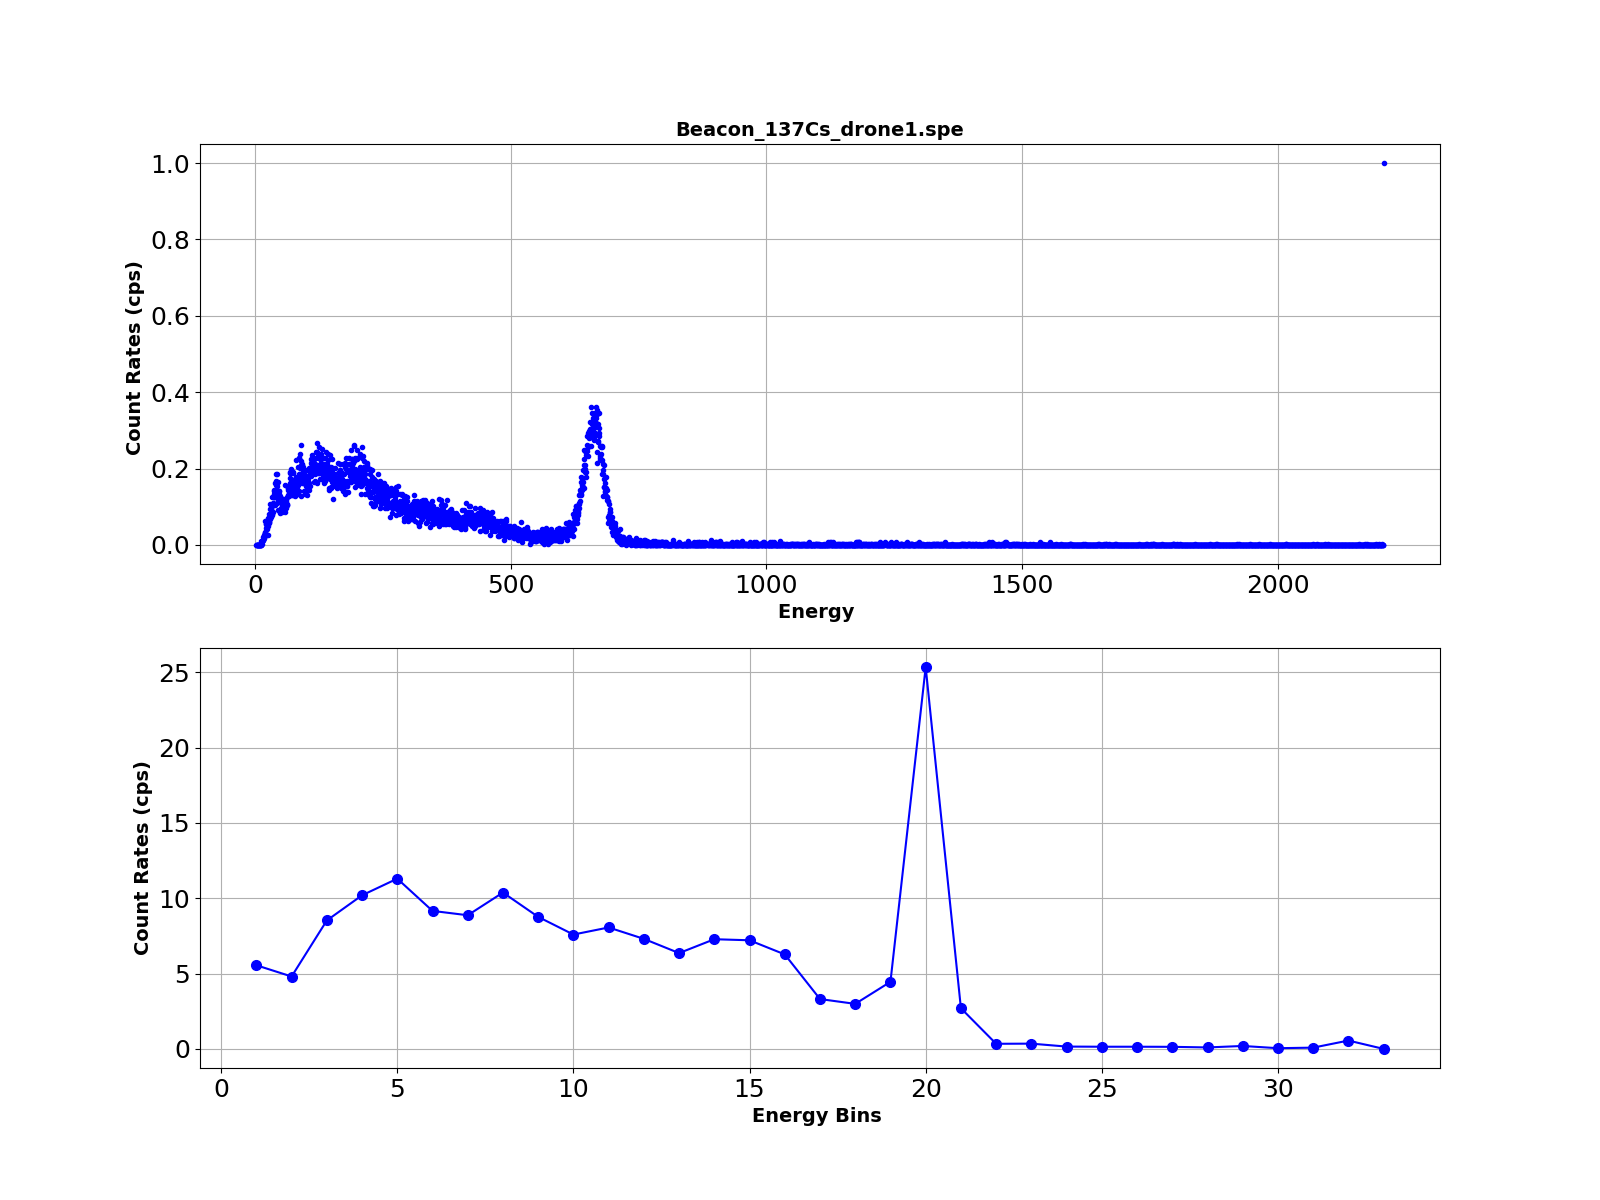 Beacon_137Cs_drone1.spe
1.0
0.8
0.6
0.4
0.2
0.0
Count Rates (cps)
0 500 1000 1500 2000
Energy
25
20
15
10
5
0
Count Rates (cps)
0 5 10 15 20 25 30
Energy Bins